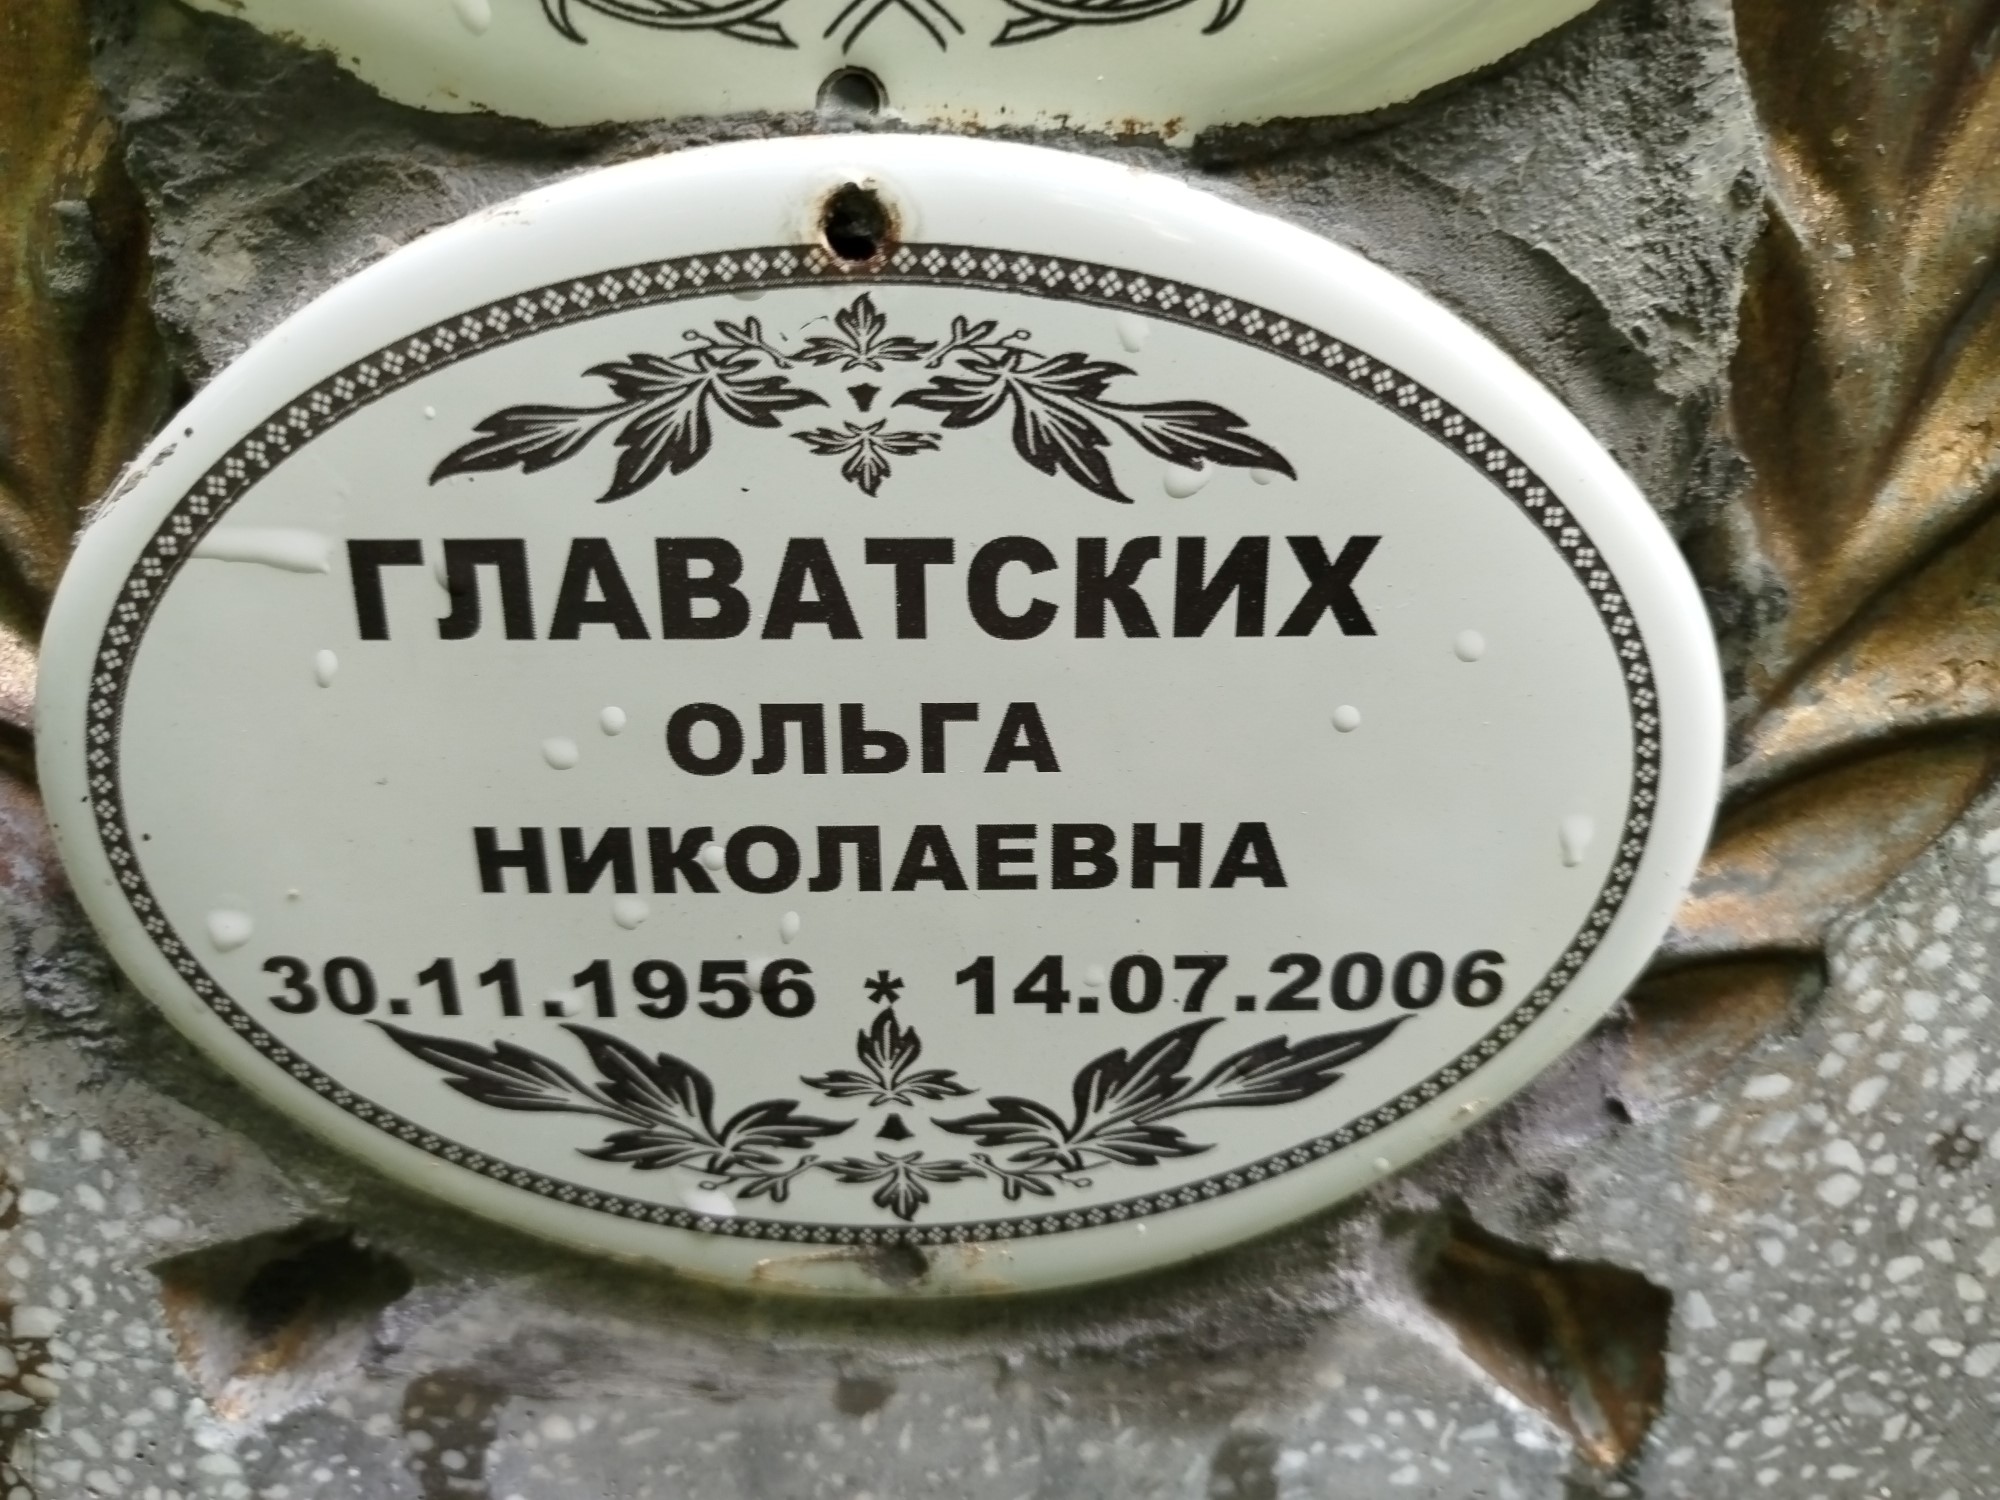 ГЛАВАТСКИХ
ОЛЬГА
НИКОЛАЕВНА
30.11.1956 * 14.07.2006